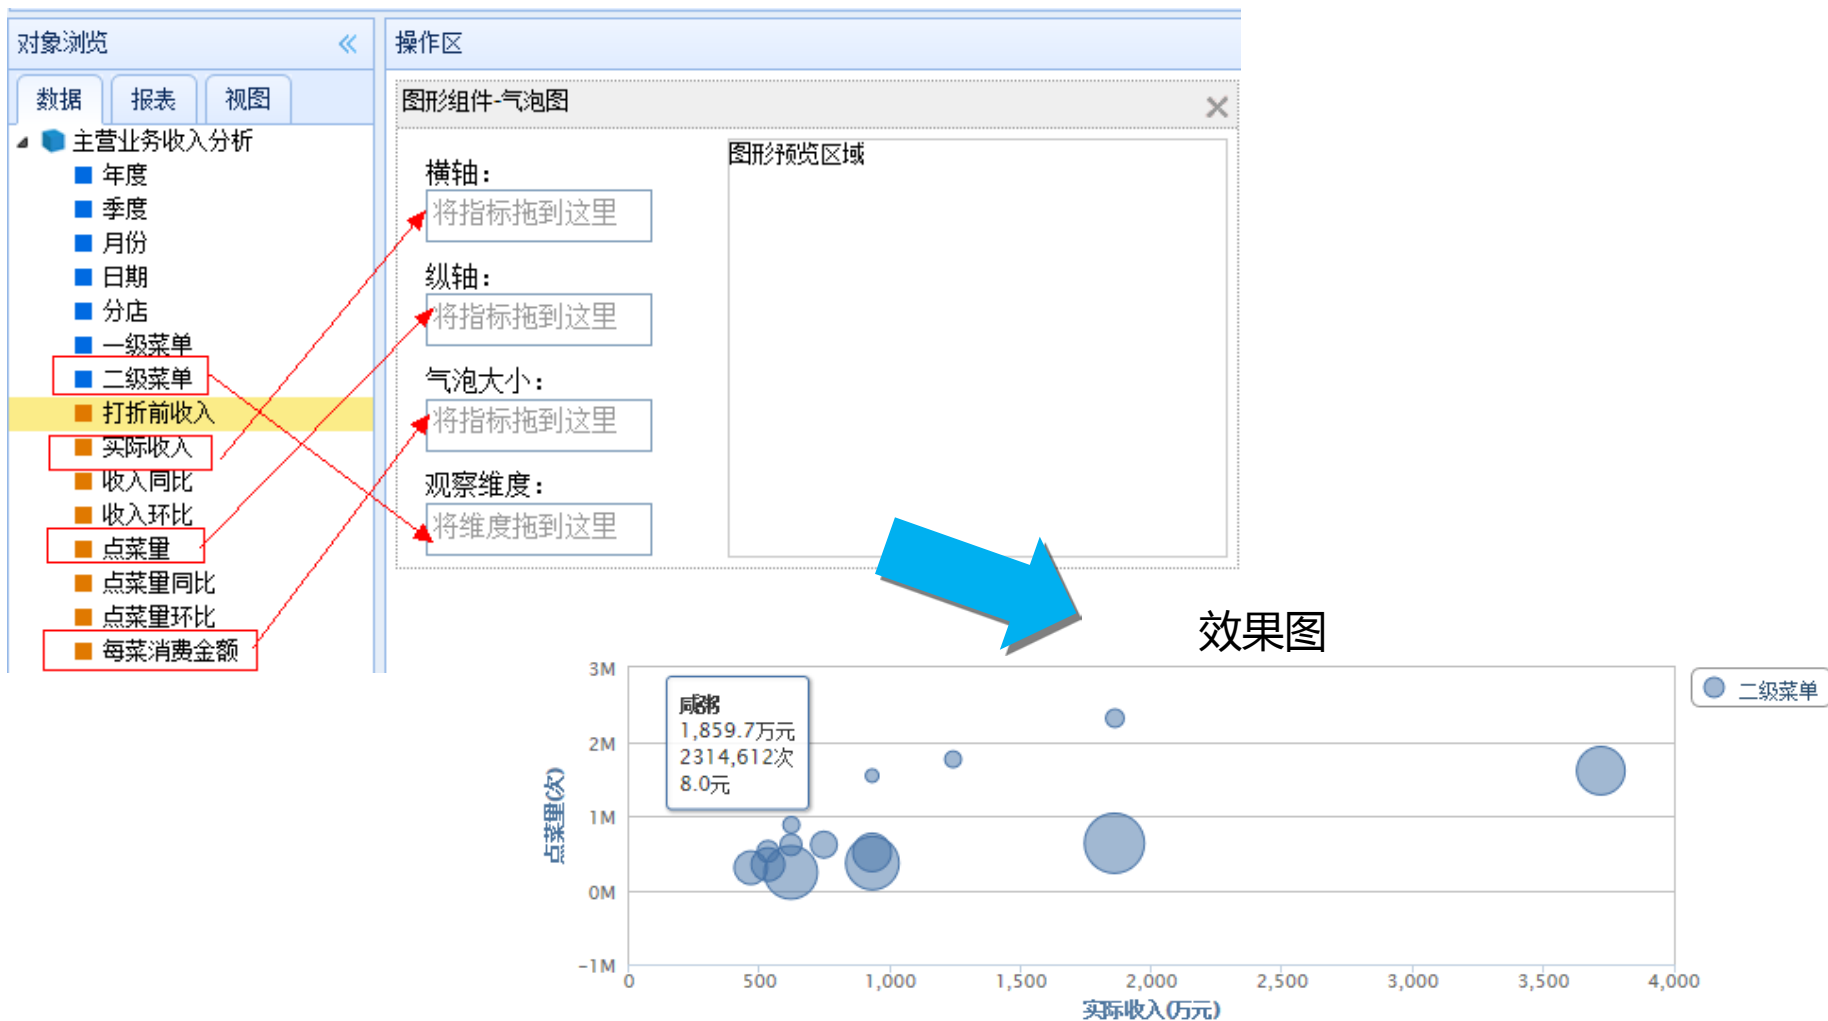 对象浏览
数据
报表
视图
主营业务收入分析
年度
季度
月份
日期
分店
一级菜单
二级菜单
打折前收入
实际收入
收入同比
收入环比
点菜量
点菜量同比
点菜量环比
每菜消费金额
操作区
图形组件-气泡图
横轴：
将指标拖到这里
纵轴：
将指标拖到这里
气泡大小：
将指标拖到这里
观察维度：
将维度拖到这里
图形预览区域
效果图
咸粥
1,859.7万元
2314,612次
8.0元
二级菜单
点菜量(次)
3M
2M
1M
0M
-1M
0
500
1,000
1,500
2,000
2,500
3,000
3,500
4,000
实际收入(万元)